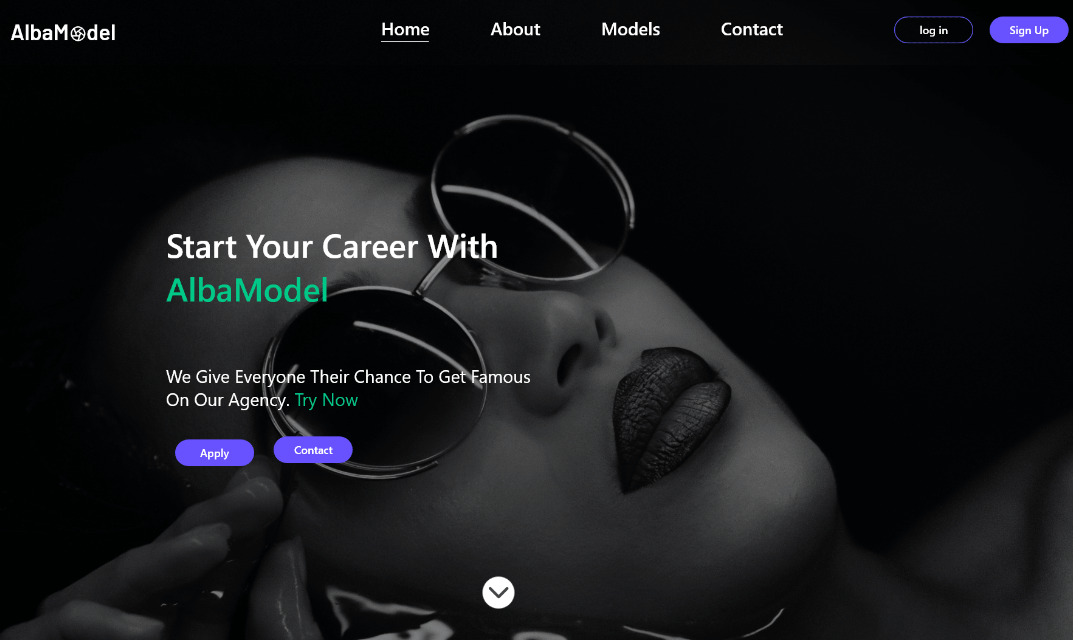 AlbaModel
Home
About
Models
Contact
log in
Sign Up
Start Your Career With
AlbaModel
We Give Everyone Their Chance To Get Famous
On Our Agency. Try Now
Apply
Contact